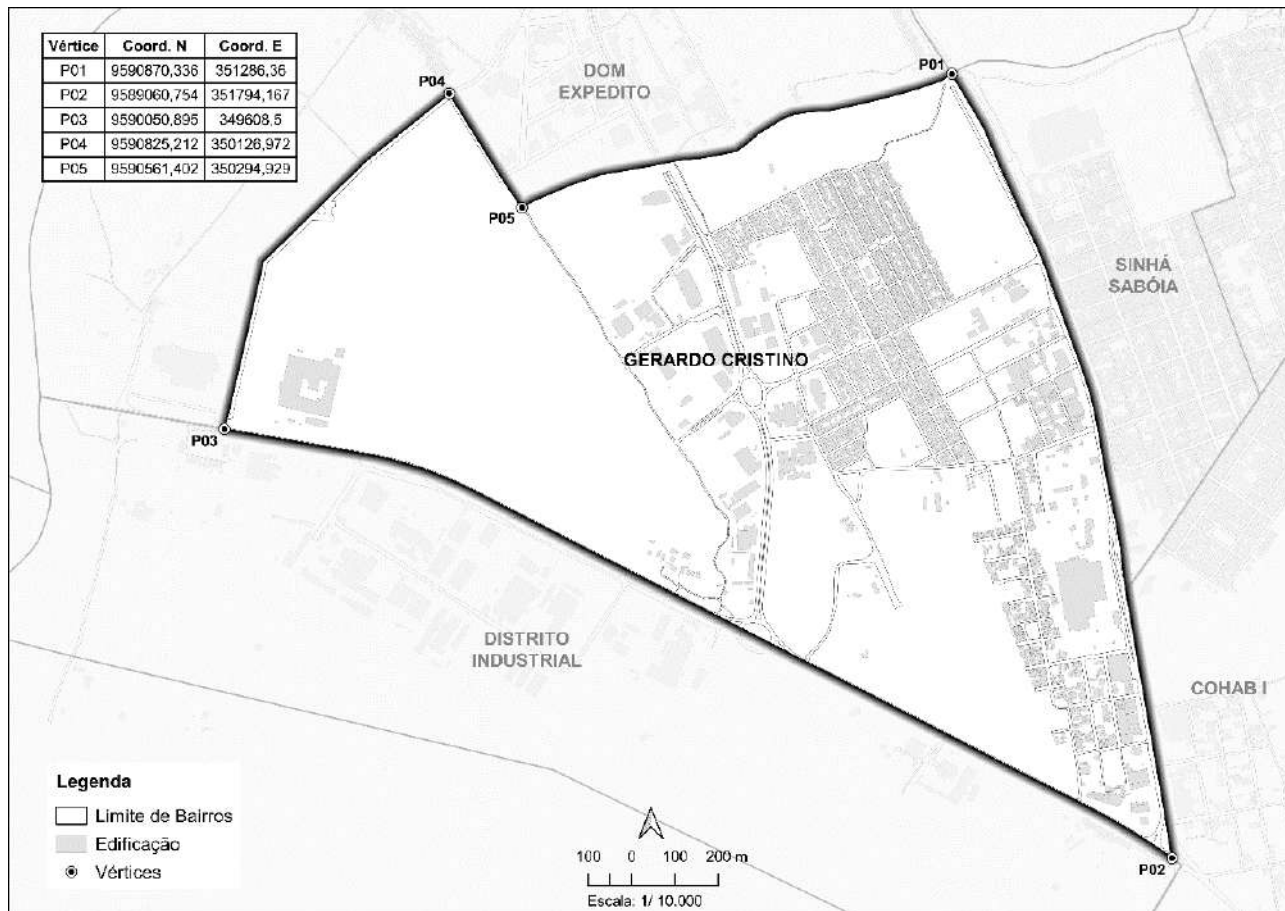 Vértice Coord. N Coord. E
P01 9590870,336 351286,36
P02 9589060,754 351794,167
P03 9590050,895 349608,5
P04 9590825,212 350126,972
P05 9590561,402 350294,929
P04
DOM
EXPEDITO
P01
P05
SINHÁ
SABÓIA
GERARDO CRISTINO
P03
DISTRITO
INDUSTRIAL
COHAB I
Legenda
Limite de Bairros
Edificação
Vértices
100 0 100 200 m
Escala: 1/ 10.000
P02